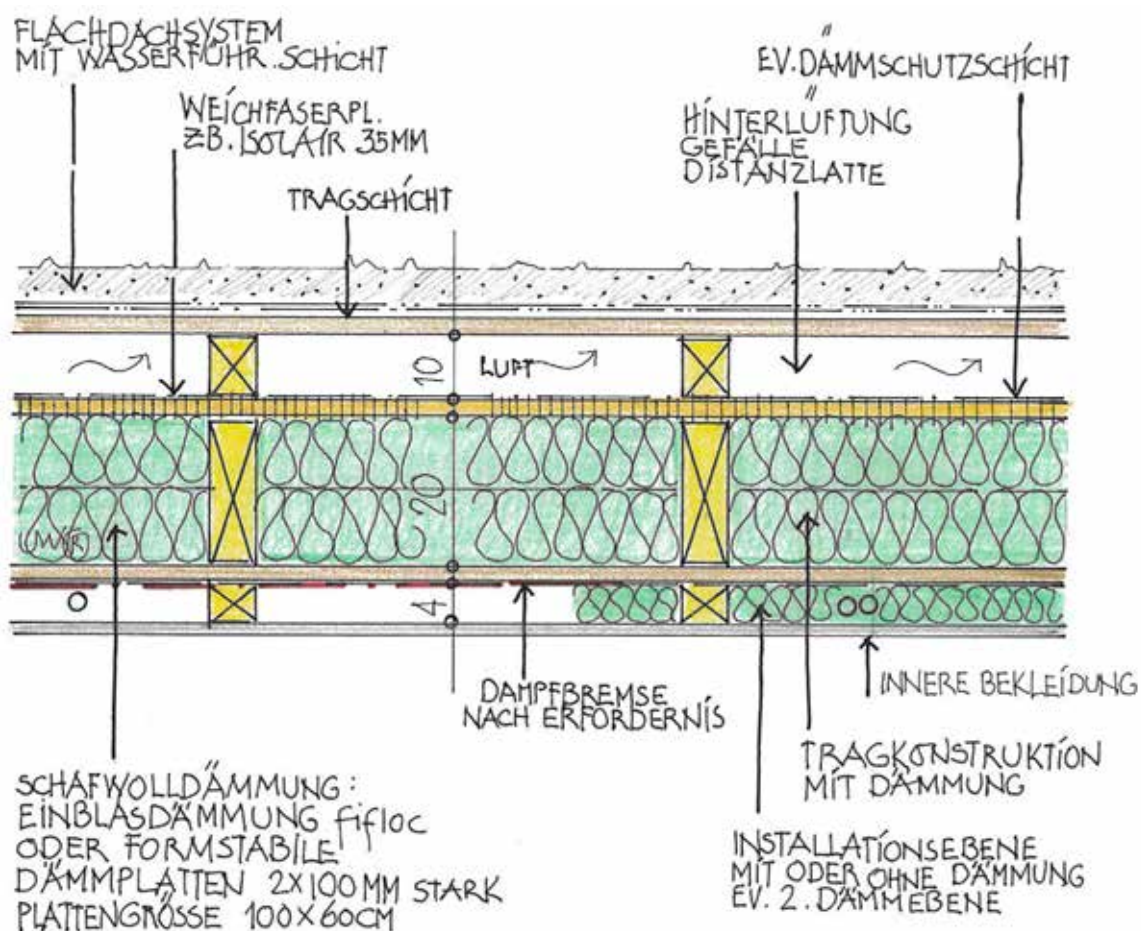 FLACHDACHSYSTEM
MIT WASSERFÜHR. SCHICHT
WEICHFASERPL.
ZB. ISOLAIR 35MM
TRAGSCHICHT
EV. DÄMMSCHUTZSCHICHT
HINTERLÜFTUNG
GEFÄLLE
DISTANZLATTE
10
LUFT
20
4
DAMPFBREMSE
NACH ERFORDERNIS
INNERE BEKLEIDUNG
TRAGKONSTRUKTION
MIT DÄMMUNG
SCHAFWOLLDÄMMUNG:
EINBLASDÄMMUNG fifloc
ODER FORMSTABILE
DÄMMPLATTEN 2X100MM STARK
PLATTENGRÖSSE 100X60CM
INSTALLATIONSEBENE
MIT ODER OHNE DÄMMUNG
EV. 2. DÄMMEBENE